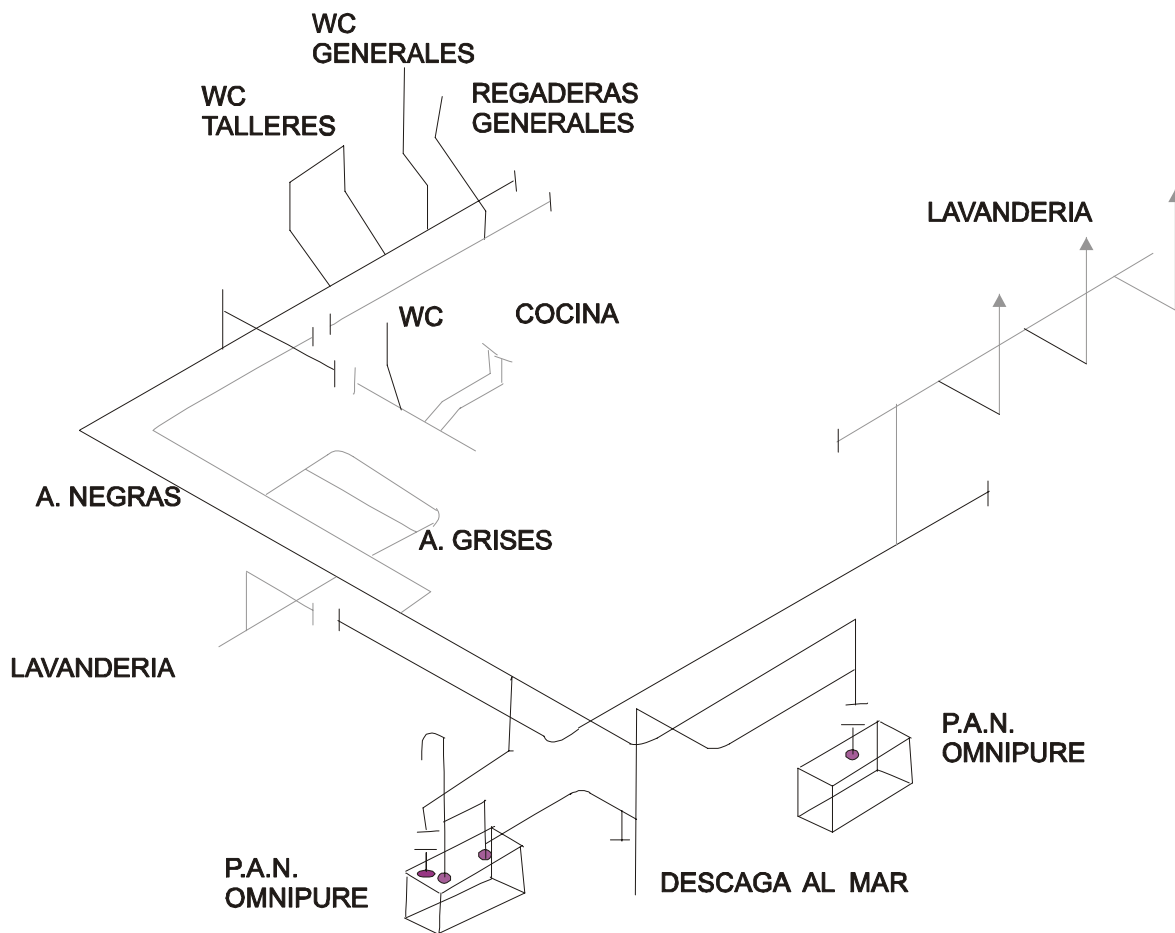 WC
GENERALES
WC
TALLERES
REGADERAS
GENERALES
LAVANDERIA
WC
COCINA
A. NEGRAS
A. GRISES
LAVANDERIA
P.A.N.
OMNIPURE
P.A.N.
OMNIPURE
DESCAGA AL MAR